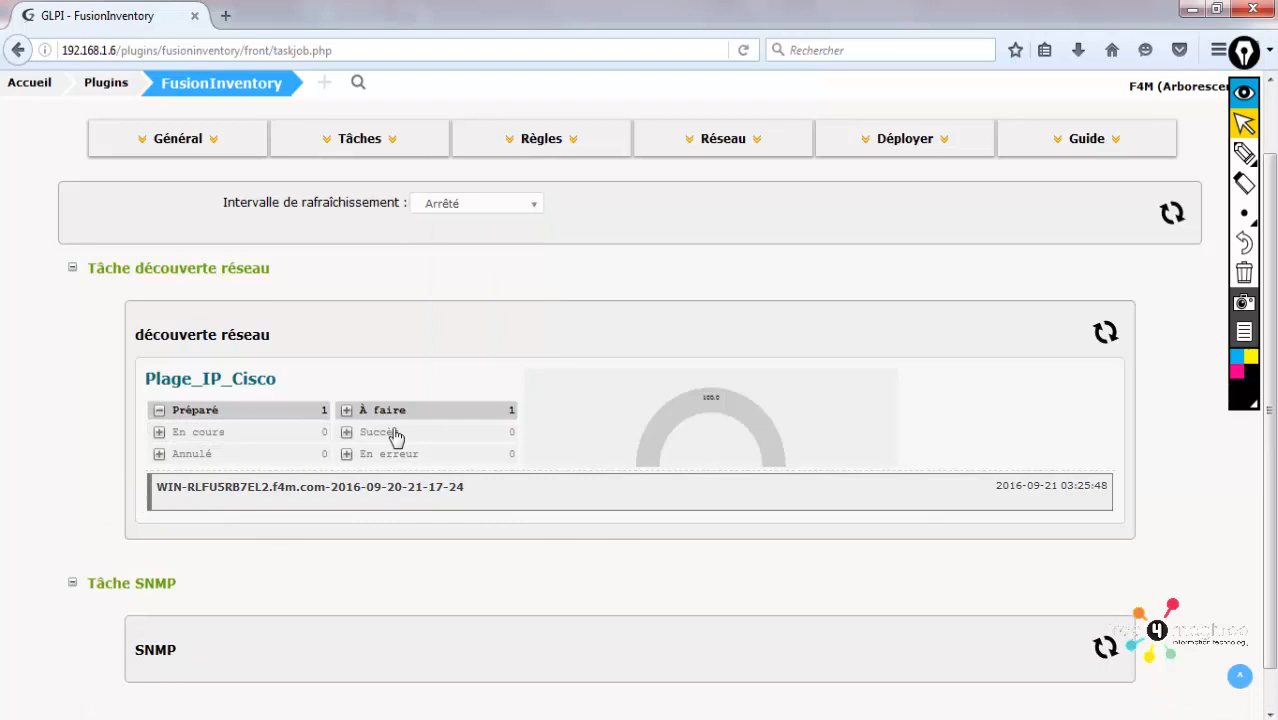 GLPI - FusionInventory
192.168.1.6/plugins/fusioninventory/front/taskjob.php
Rechercher
Accueil Plugins FusionInventory
F4M (Arborescer
Général Tâches Règles Réseau Déployer Guide
Intervalle de rafraîchissement : Arrêté
Tâche découverte réseau
découverte réseau
Plage_IP_Cisco
Préparé 1 À faire 1
En cours 0 0
Annulé 0 En erreur 0
100.0
WIN-RLFU5RB7EL2.f4m.com-2016-09-20-21-17-24 2016-09-21 03:25:48
Tâche SNMP
SNMP
4